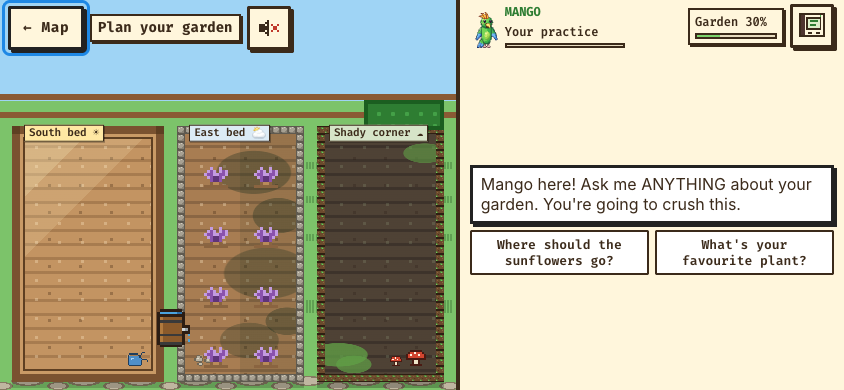 ← Map
Plan your garden
South bed ☀
East bed ⛅
Shady corner ☁
MANGO
Your practice
Garden 30%
Mango here! Ask me ANYTHING about your
garden. You're going to crush this.
Where should the
sunflowers go?
What's your
favourite plant?